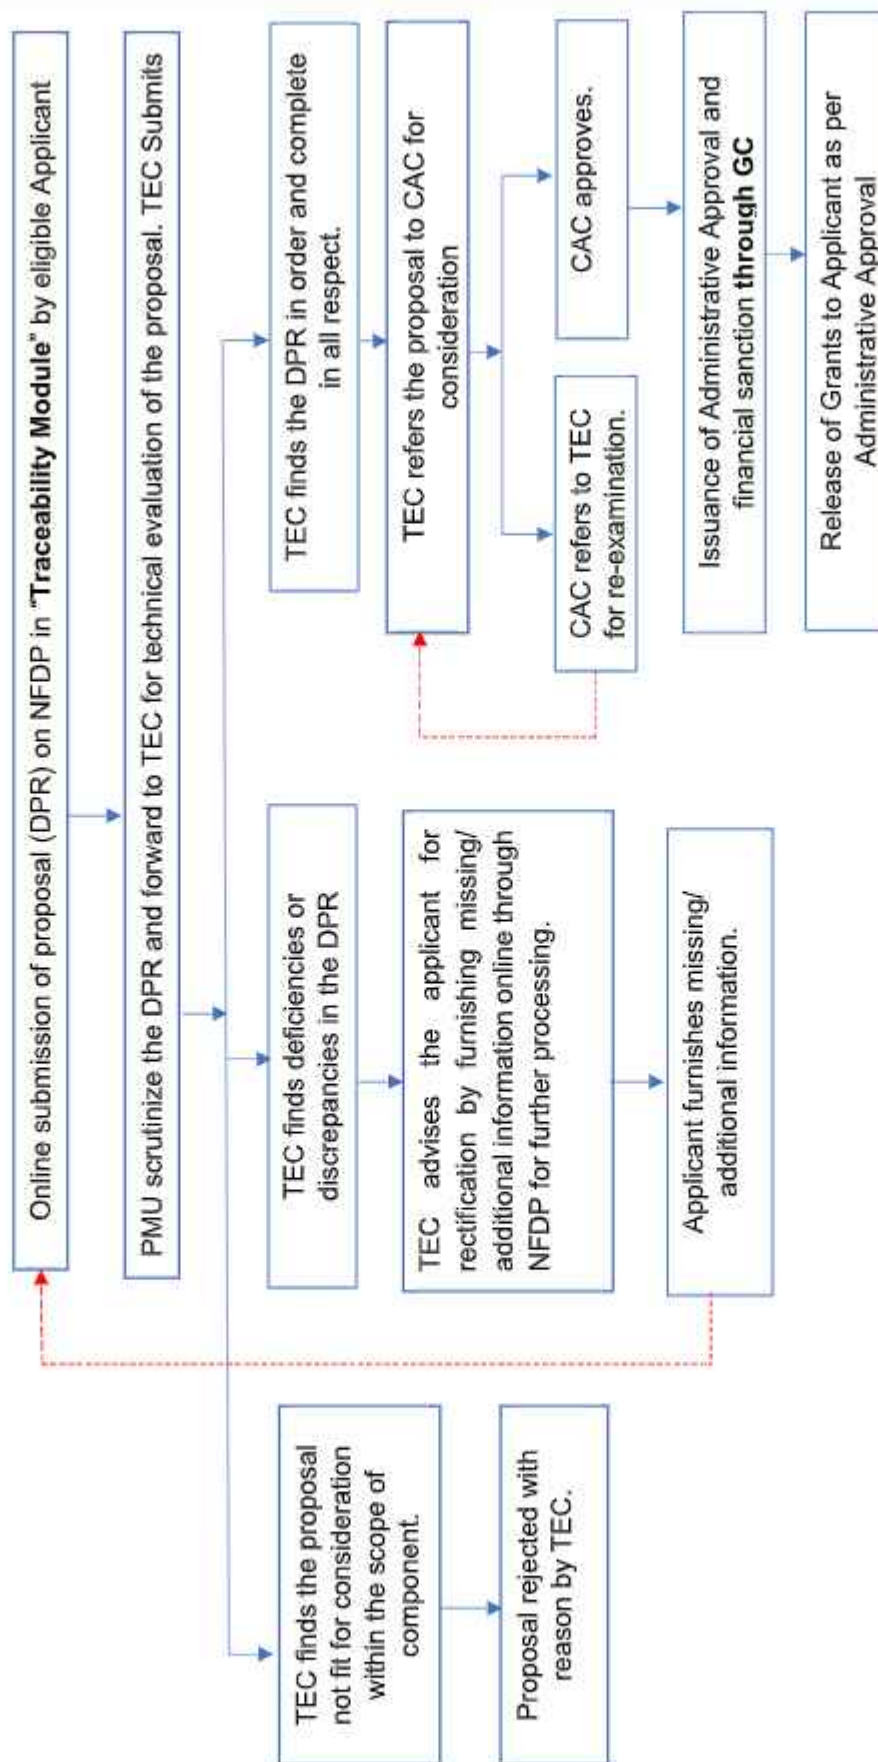 Online submission of proposal (DPR) on NFDP in "Traceability Module" by eligible Applicant
PMU scrutinize the DPR and forward to TEC for technical evaluation of the proposal. TEC Submits
TEC finds the proposal
not fit for consideration
within the scope of
component.
Proposal rejected with
reason by TEC.
TEC finds deficiencies or
discrepancies in the DPR
TEC advises the applicant for
rectification by furnishing missing/
additional information online through
NFDP for further processing.
Applicant furnishes missing/
additional information.
TEC finds the DPR in order and complete
in all respect.
TEC refers the proposal to CAC for
consideration
CAC refers to TEC
for re-examination.
CAC approves.
Issuance of Administrative Approval and
financial sanction through GC
Release of Grants to Applicant as per
Administrative Approval